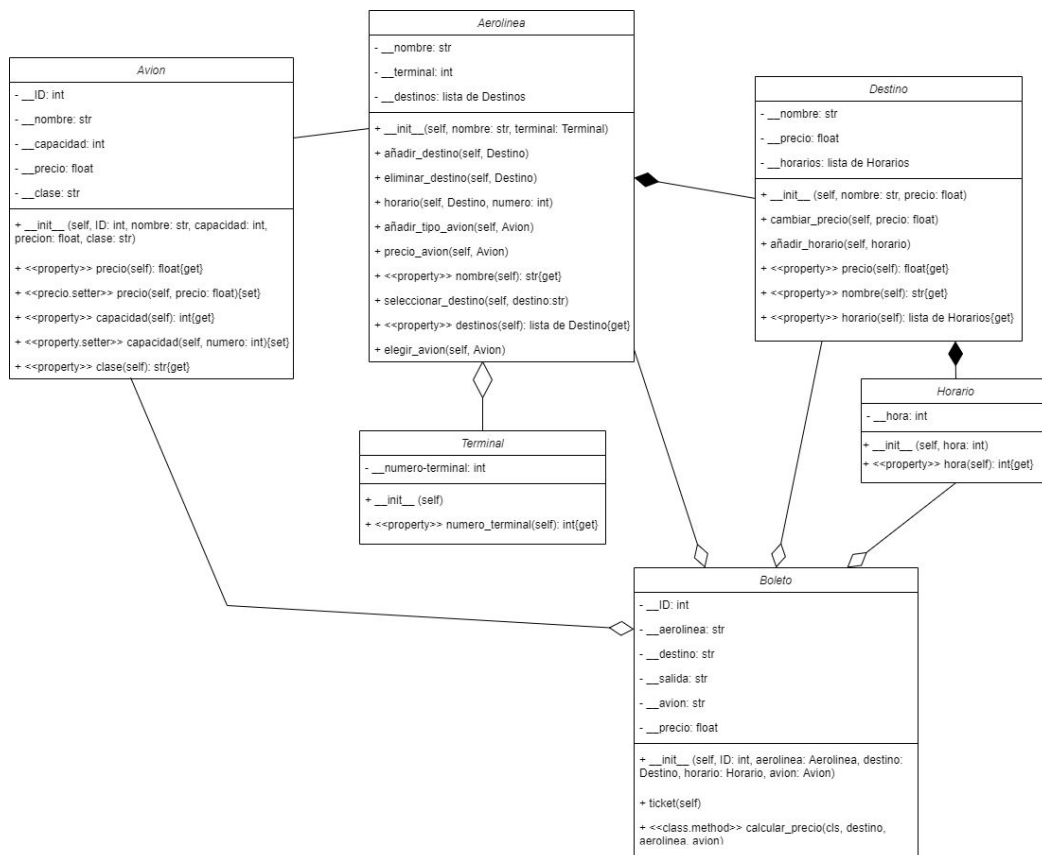 Aerolinea
- __nombre: str
- __terminal: int
- __destinos: lista de Destinos
+ __init__(self, nombre: str, terminal: Terminal)
+ añadir_destino(self, Destino)
+ eliminar_destino(self, Destino)
+ horario(self, Destino, numero: int)
+ añadir_tipo_avion(self, Avion)
+ precio_avion(self, Avion)
+ <<property>> nombre(self): str{get}
+ seleccionar_destino(self, destino:str)
+ <<property>> destinos(self): lista de Destino{get}
+ elegir_avion(self, Avion)
Avion
- __ID: int
- __nombre: str
- __capacidad: int
- __precio: float
- __clase: str
+ __init__ (self, ID: int, nombre: str, capacidad: int,
precion: float, clase: str)
+ <<property>> precio(self): float{get}
+ <<precio.setter>> precio(self, precio: float){set}
+ <<property>> capacidad(self): int{get}
+ <<property.setter>> capacidad(self, numero: int){set}
+ <<property>> clase(self): str{get}
Destino
- __nombre: str
- __precio: float
- __horarios: lista de Horarios
+ __init__ (self, nombre: str, precio: float)
+ cambiar_precio(self, precio: float)
+ añadir_horario(self, horario)
+ <<property>> precio(self): float{get}
+ <<property>> nombre(self): str{get}
+ <<property>> horario(self): lista de Horarios{get}
Horario
- __hora: int
+ __init__ (self, hora: int)
+ <<property>> hora(self): int{get}
Terminal
- __numero-terminal: int
+ __init__ (self)
+ <<property>> numero_terminal(self): int{get}
Boleto
- __ID: int
- __aerolinea: str
- __destino: str
- __salida: str
- __avion: str
- __precio: float
+ __init__ (self, ID: int, aerolinea: Aerolinea, destino:
Destino, horario: Horario, avion: Avion)
+ ticket(self)
+ <<class.method>> calcular_precio(cls, destino,
aerolinea, avion)